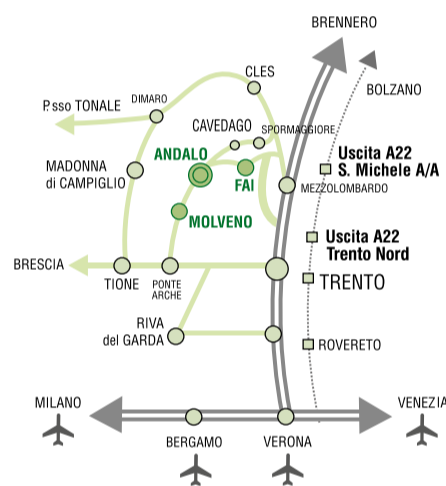 BRENNERO
CLES
BOLZANO
DIMARO
P.sso TONALE
CAVEDAGO
SPORMAGGIORE
ANDALO
Uscita A22
S. Michele A/A
MADONNA
di CAMPIGLIO
FAI
MEZZOLOMBARDO
MOLVENO
Uscita A22
Trento Nord
BRESCIA
TIONE
PONTE
ARCHE
TRENTO
RIVA
del GARDA
ROVERETO
MILANO
VENEZIA
BERGAMO
VERONA